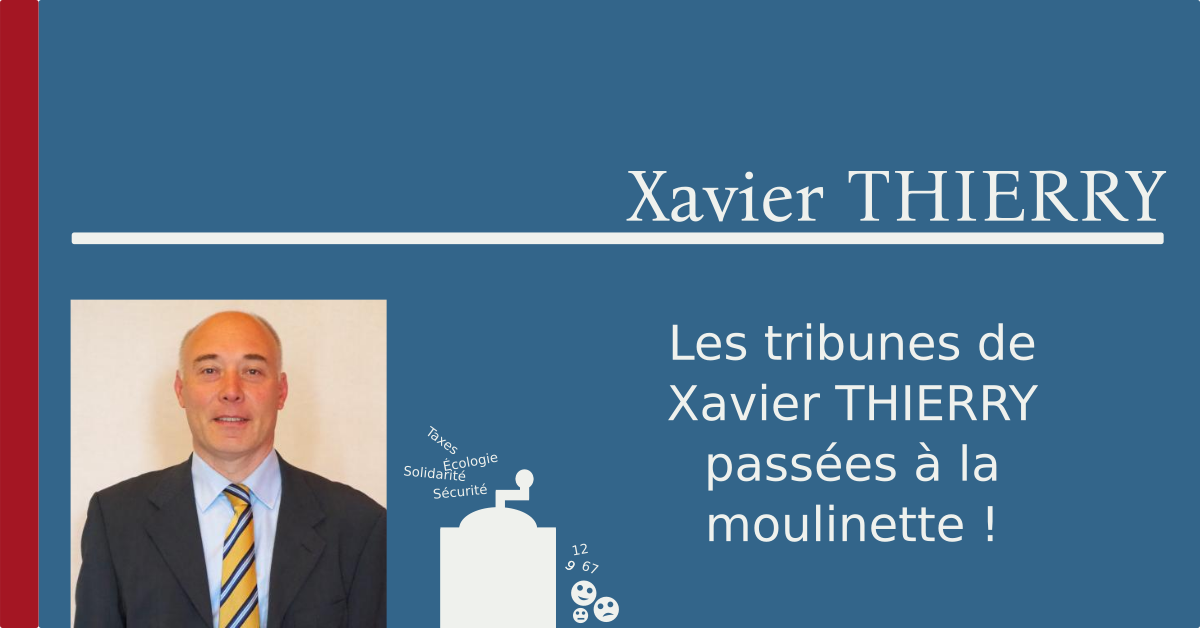 Xavier THIERRY
Les tribunes de
Xavier THIERRY
passées à la
moulinette !
Taxes
Écologie
Solidarité
Sécurité
12
9 67